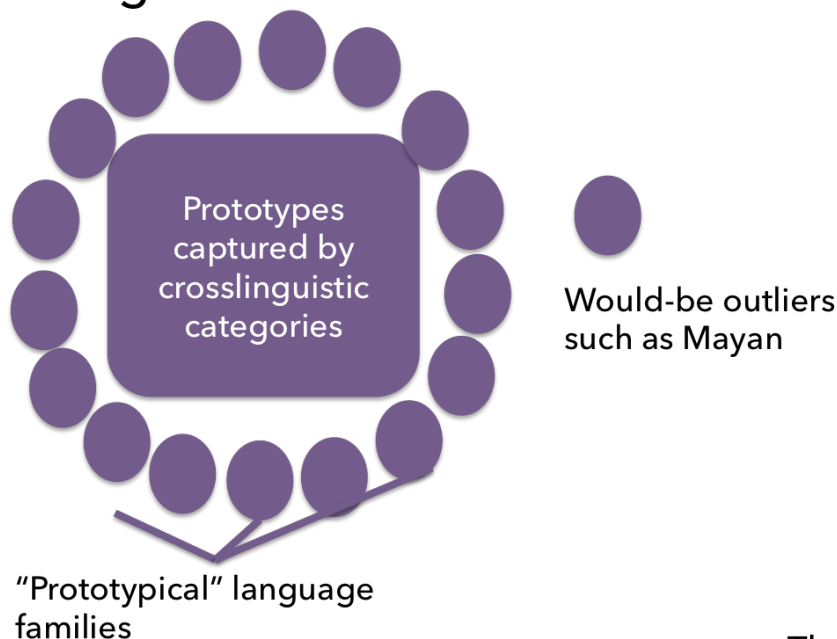 Prototypes
captured by
crosslinguistic
categories
Would-be outliers
such as Mayan
“Prototypical” language
families